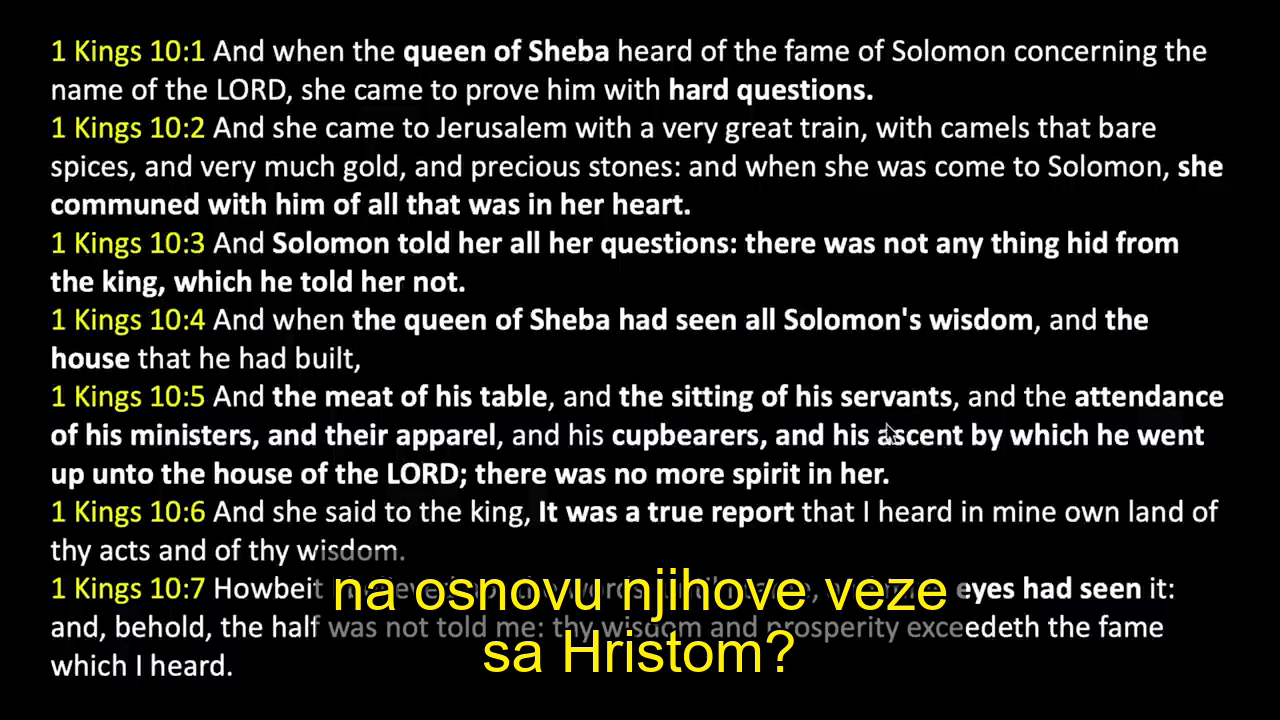 1 Kings 10:1 And when the queen of Sheba heard of the fame of Solomon concerning the
name of the LORD, she came to prove him with hard questions.
1 Kings 10:2 And she came to Jerusalem with a very great train, with camels that bare
spices, and very much gold, and precious stones: and when she was come to Solomon, she
communed with him of all that was in her heart.
1 Kings 10:3 And Solomon told her all her questions: there was not any thing hid from
the king, which he told her not.
1 Kings 10:4 And when the queen of Sheba had seen all Solomon's wisdom, and the
house that he had built,
1 Kings 10:5 And the meat of his table, and the sitting of his servants, and the attendance
of his ministers, and their apparel, and his cupbearers, and his ascent by which he went
up unto the house of the LORD; there was no more spirit in her.
1 Kings 10:6 And she said to the king, It was a true report that I heard in mine own land of
thy acts and of thy wisdom.
1 Kings 10:7 Howbeit eyes had seen it:
and, behold, the half was not told me: thy wisdom and prosperity exceedeth the fame
which I heard.
na osnovu njihove veze
sa Hristom?